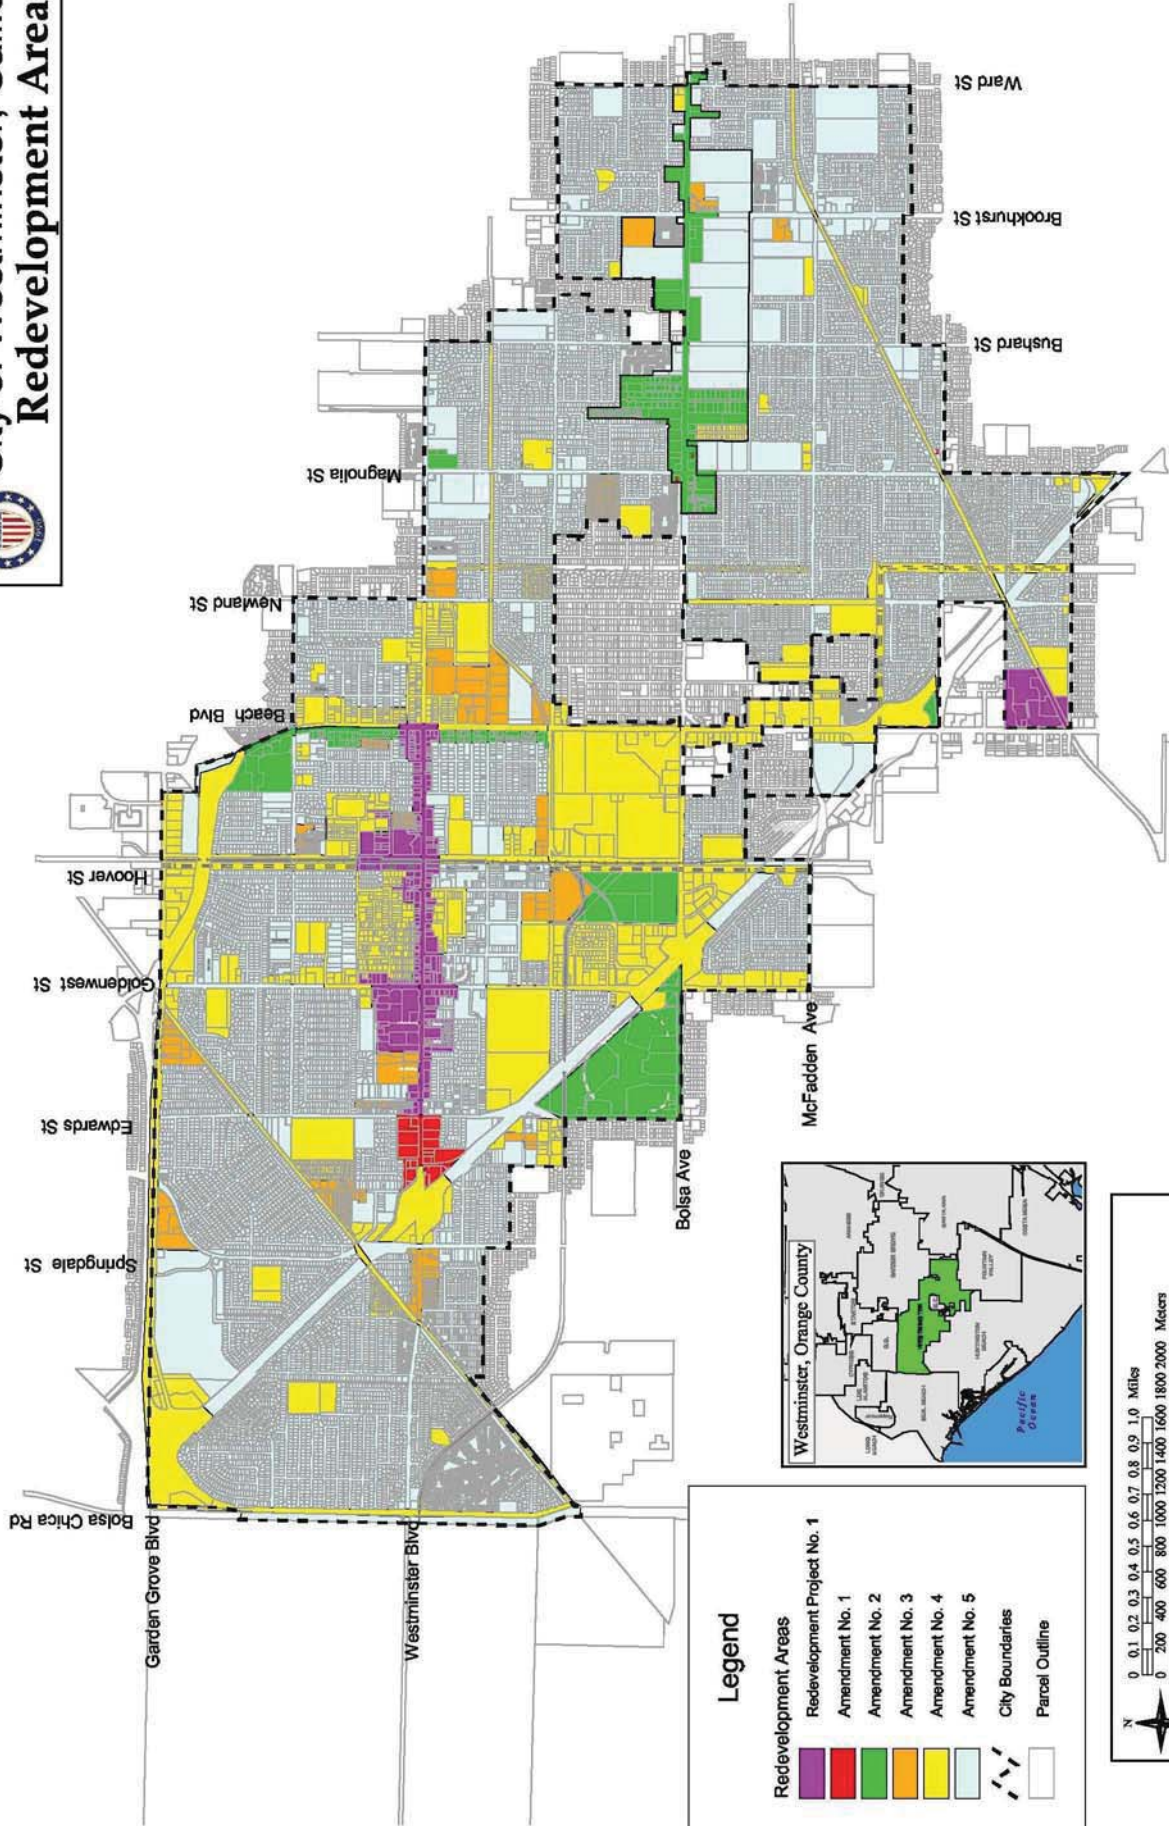 Redevelopment Area
Ward St
Brookhurst St
Bushard St
Magnolia St
Newland St
Beach Blvd
Hoover St
Goldenwest St
Edwards St
Springdale St
Bolsa Chica Rd
Garden Grove Blvd
Westminster Blvd
Bolsa Ave
McFadden Ave
Westminster, Orange County
Pacific
Ocean
Legend
Redevelopment Areas
Redevelopment Project No. 1
Amendment No. 1
Amendment No. 2
Amendment No. 3
Amendment No. 4
Amendment No. 5
City Boundaries
Parcel Outline
N
0 0.1 0.2 0.3 0.4 0.5 0.6 0.7 0.8 0.9 1.0 Miles
0 200 400 600 800 1000 1200 1400 1600 1800 2000 Meters